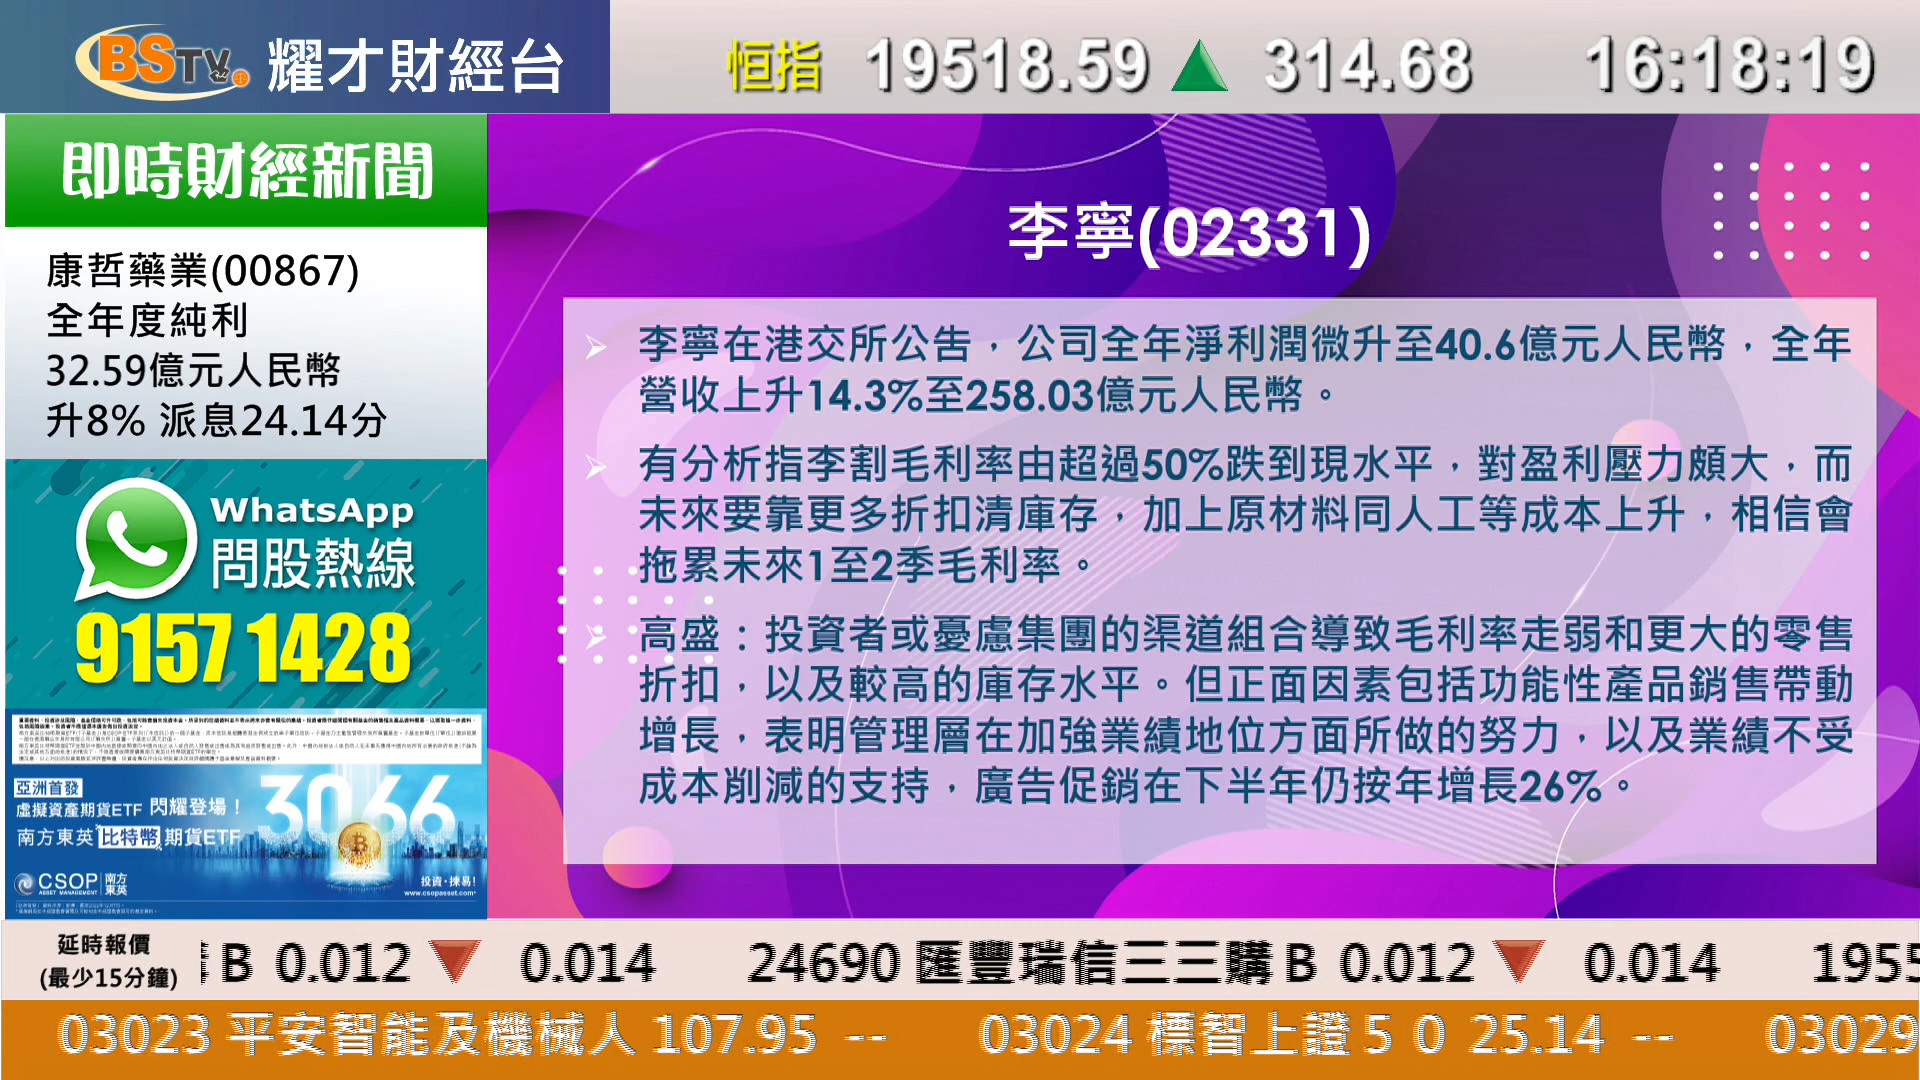 BSTV 耀才財經台
恒指 19518.59 ▲ 314.68 16:18:19
即時財經新聞
康哲藥業(00867)
全年度純利
32.59億元人民幣
升8% 派息24.14分
WhatsApp
問股熱線
9157 1428
亞洲首發
虛擬資產期貨ETF 閃耀登場！
南方東英 比特幣 期貨ETF
3066
CSOP 南方東英
ASSET MANAGEMENT
投資·揀易!
www.csopasset.com
李寧(02331)
李寧在港交所公告，公司全年淨利潤微升至40.6億元人民幣，全年
營收上升14.3%至258.03億元人民幣。
有分析指李割毛利率由超過50%跌到現水平，對盈利壓力頗大，而
未來要靠更多折扣清庫存，加上原材料同人工等成本上升，相信會
拖累未來1至2季毛利率。
高盛：投資者或憂慮集團的渠道組合導致毛利率走弱和更大的零售
折扣，以及較高的庫存水平。但正面因素包括功能性產品銷售帶動
增長，表明管理層在加強業績地位方面所做的努力，以及業績不受
成本削減的支持，廣告促銷在下半年仍按年增長26%。
延時報價
(最少15分鐘)
B 0.012 ▼ 0.014 24690 匯豐瑞信三三購B 0.012 ▼ 0.014 1955
03023 平安智能及機械人 107.95 -- 03024 標智上證５０ 25.14 -- 03029